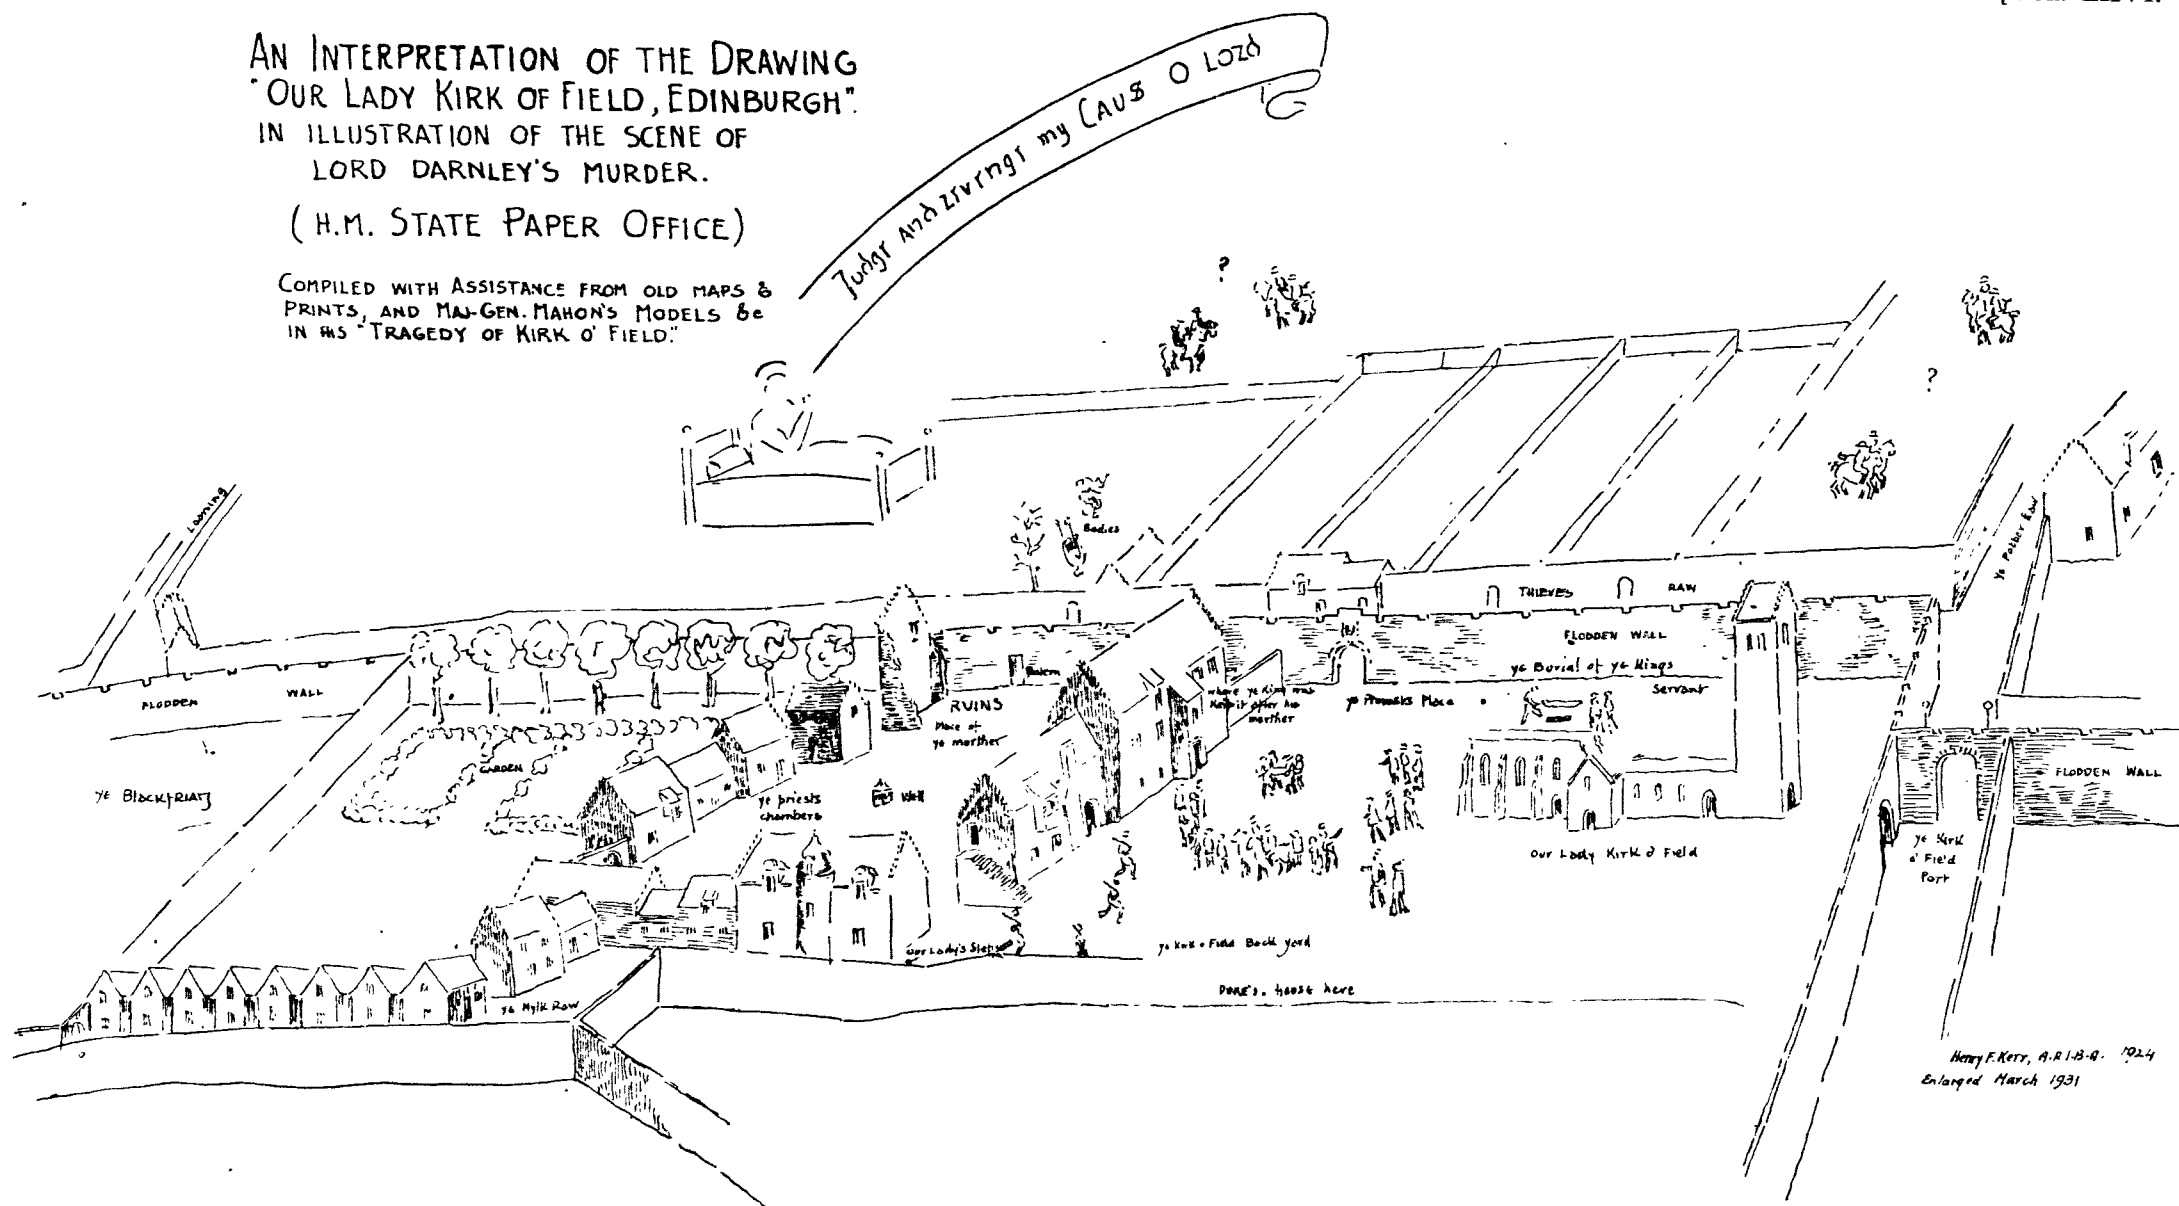 AN INTERPRETATION OF THE DRAWING
"OUR LADY KIRK OF FIELD, EDINBURGH".
IN ILLUSTRATION OF THE SCENE OF
LORD DARNLEY'S MURDER.
(H.M. STATE PAPER OFFICE)
COMPILED WITH ASSISTANCE FROM OLD MAPS &
PRINTS, AND MAJ-GEN. MAHON'S MODELS &c
IN HIS "TRAGEDY OF KIRK O' FIELD."
Judge and my Caus O Lord
?
?
Loaning
Bodies
Ye Potter Raw
THIEVES RAW
FLODDEN WALL
FLODDEN WALL
ye Burial of ye Kings
Servant
RUINS
Place of
ye morther
where ye King was
Kepit after his
morther
ye Provosts Place
GARDEN
ye BlackFriars
ye priests
chambers
Well
FLODDEN WALL
ye Kirk
o' Field
Port
Our Lady Kirk o' Field
Our Lady's Steps
ye Kirk o Field Back yard
ye Mylk Row
DUKE'S. house here
Henry F. Kerr, A.R.I.B.A. 1924
Enlarged March 1931